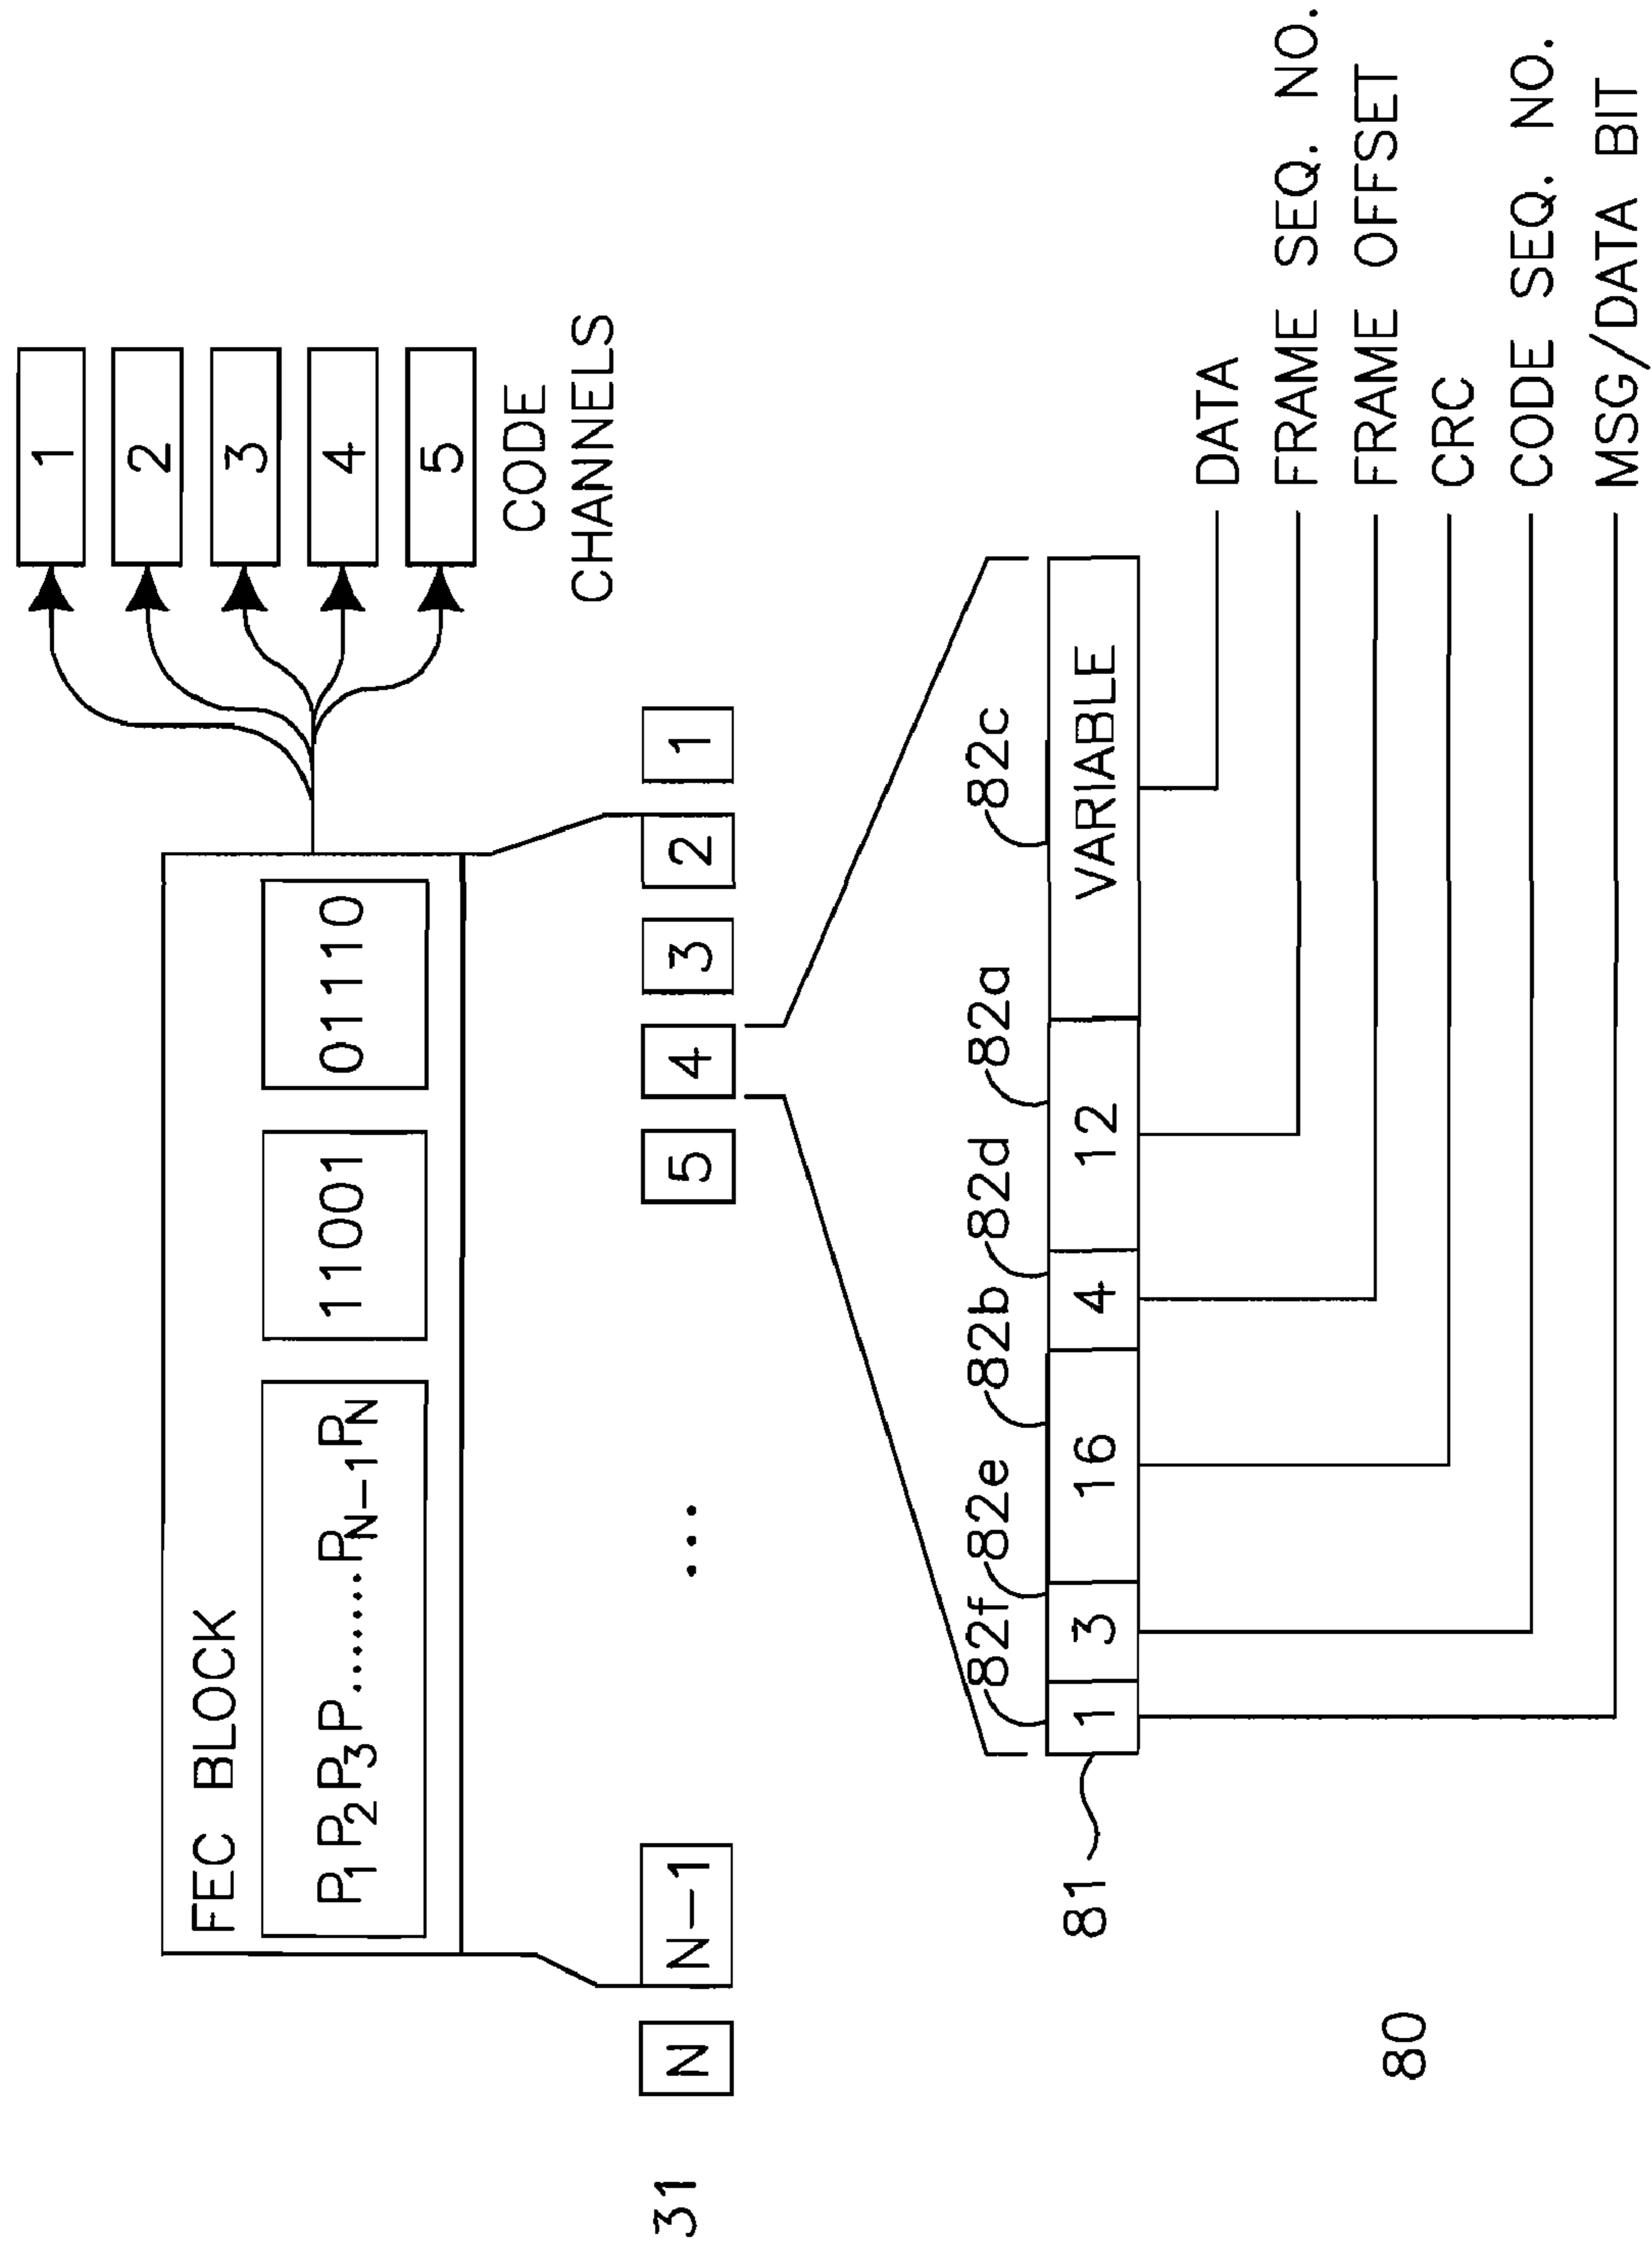 1
2
3
4
5
CODE
CHANNELS
FEC BLOCK
P1P2P3P........PN-1PN
11001
01110
31
N
N-1
...
5
4
3
2
1
82f
82e
82b
82d
82a
82c
81
1
3
16
4
12
VARIABLE
DATA
FRAME SEQ. NO.
FRAME OFFSET
CRC
CODE SEQ. NO.
MSG/DATA BIT
80